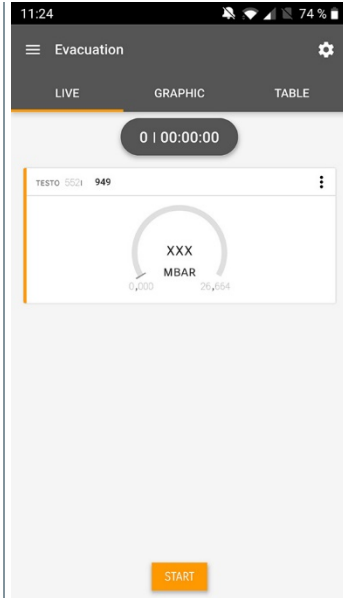 11:24 74 %
Evacuation
LIVE GRAPHIC TABLE
0 | 00:00:00
TESTO 552I 949
XXX
MBAR
0,000 26,664
START